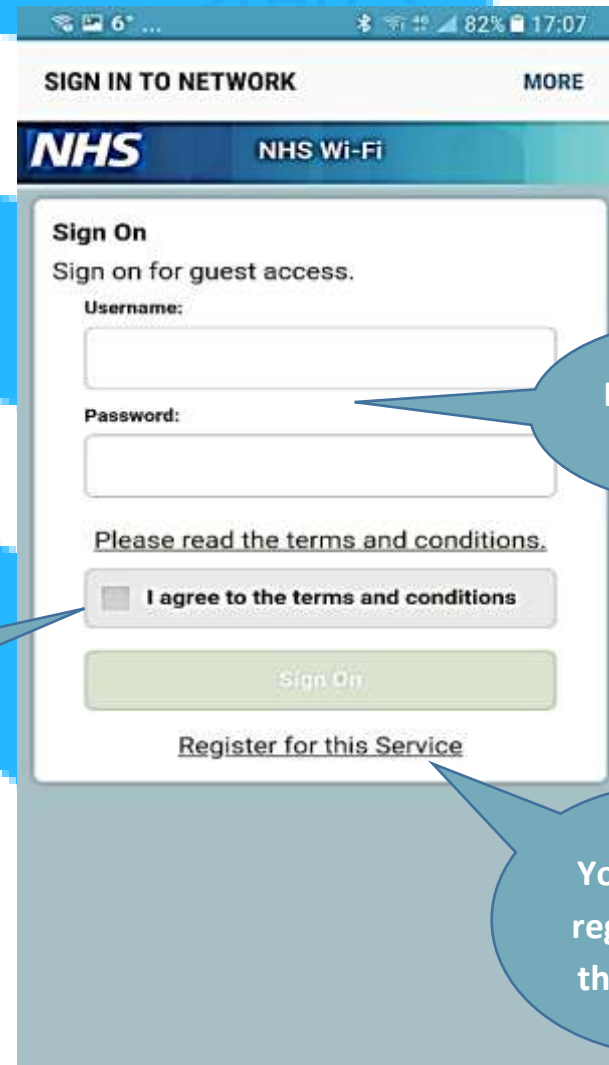 6° ... 82% 17:07
SIGN IN TO NETWORK MORE
NHS NHS Wi-Fi
Sign On
Sign on for guest access.
Username:
Password:
Please read the terms and conditions.
I agree to the terms and conditions
Sign On
Register for this Service